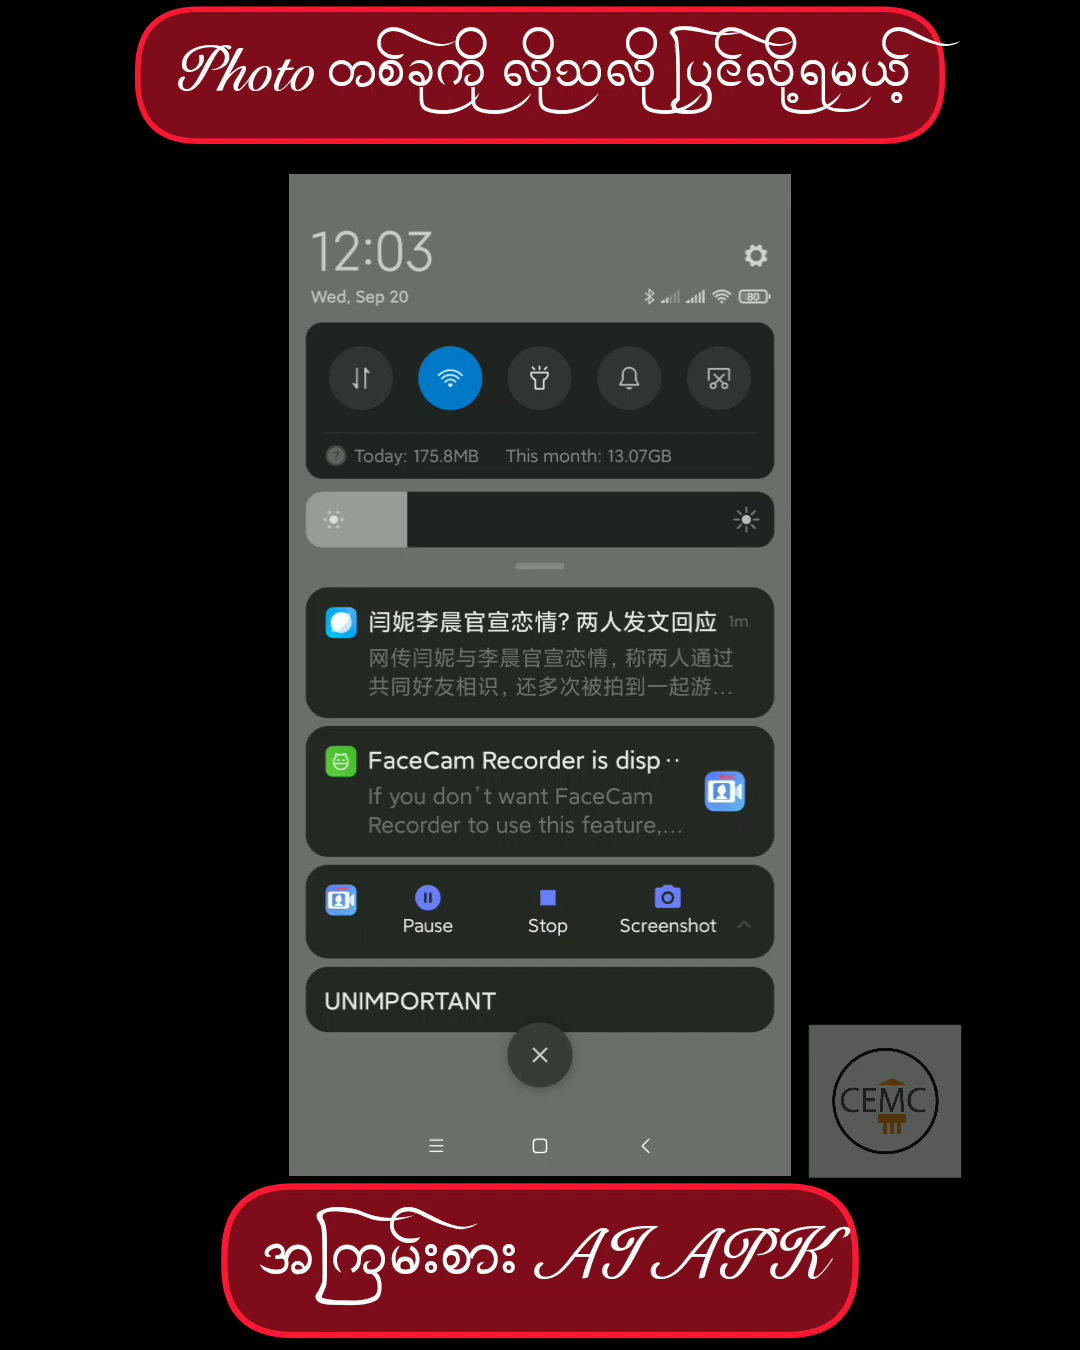 Photo တစ်ခုကို လိုသလို ပြင်လို့ရမယ့်
12:03
Wed, Sep 20
80
Today: 175.8MB This month: 13.07GB
闫妮李晨官宣恋情? 两人发文回应 1m
网传闫妮与李晨官宣恋情, 称两人通过
共同好友相识, 还多次被拍到一起游...
FaceCam Recorder is disp··
If you don't want FaceCam
Recorder to use this feature,...
Pause Stop Screenshot
UNIMPORTANT
CEMC
အကြမ်းစား AI APK